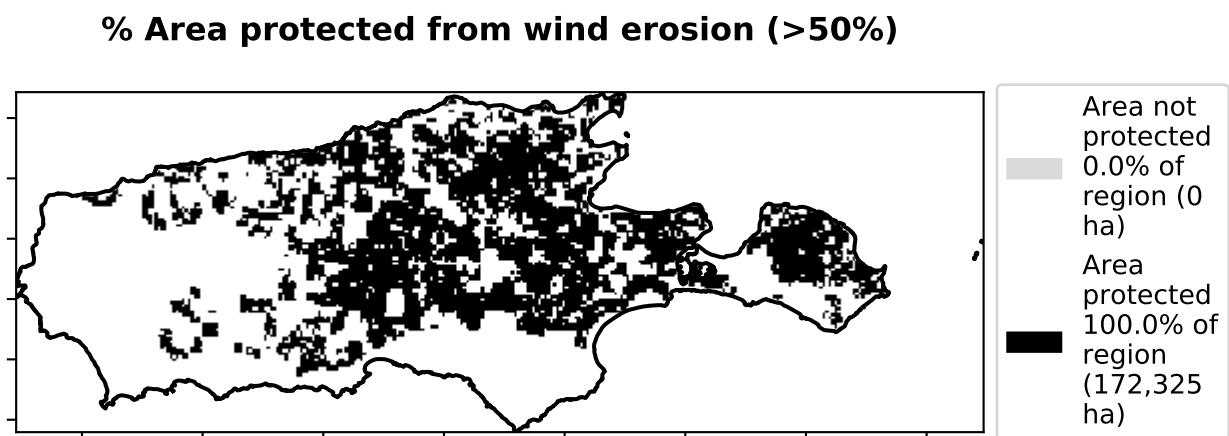 % Area protected from wind erosion (>50%)
Area not
protected
0.0% of
region (0
ha)
Area
protected
100.0% of
region
(172,325
ha)